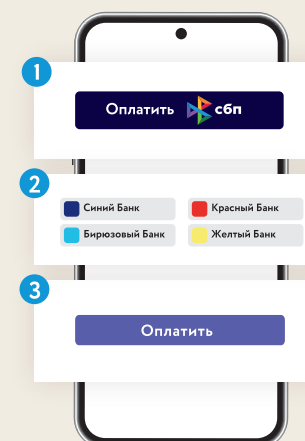 1
Оплатить сбп
2
Синий Банк Красный Банк
Бирюзовый Банк Желтый Банк
3
Оплатить